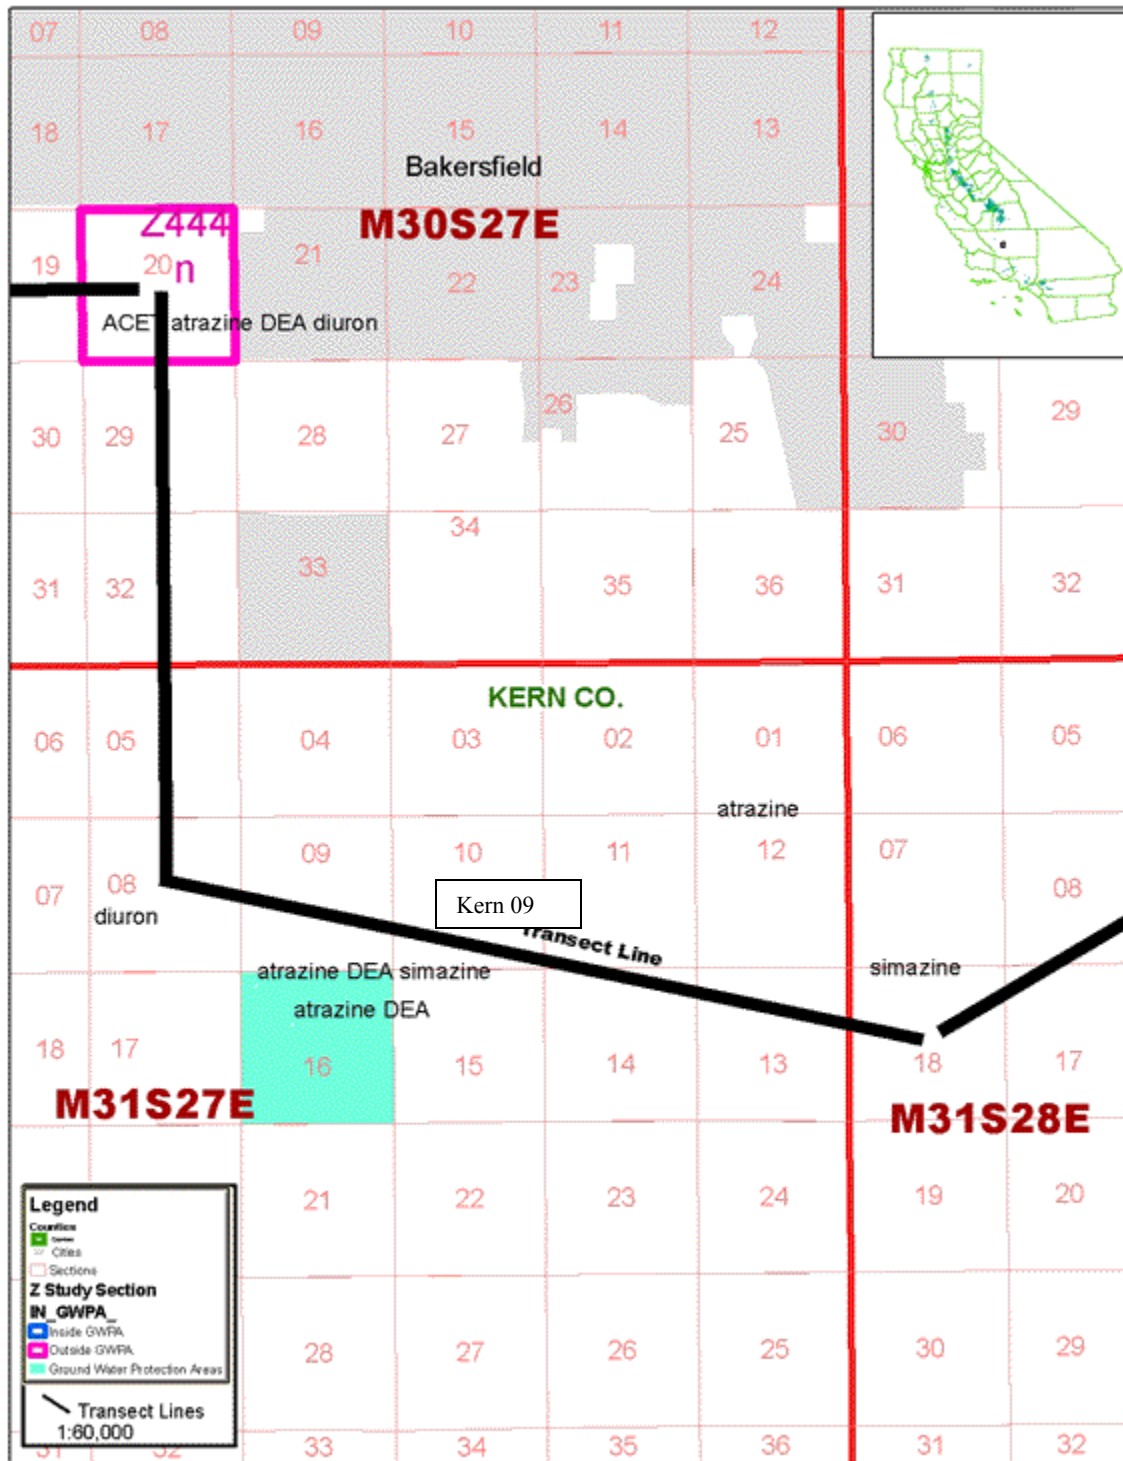 07 08 09 10 11 12
18 17 16 15 14 13
Bakersfield
Z444
M30S27E
19 20 n 21 22 23 24
ACET atrazine DEA diuron
30 29 28 27 26 25 30 29
31 32 33 34 35 36 31 32
KERN CO.
06 05 04 03 02 01 06 05
atrazine
07 08 09 10 11 12 07 08
diuron
Kern 09
Transect Line
atrazine DEA simazine
simazine
atrazine DEA
18 17 16 15 14 13 18 17
M31S27E
M31S28E
21 22 23 24 19 20
28 27 26 25 30 29
31 32 33 34 35 36 31 32
Legend
Counties
Cities
Sections
Z Study Section
IN_GWPA_
Inside GWPA
Outside GWPA
Ground Water Protection Areas
Transect Lines
1:60,000